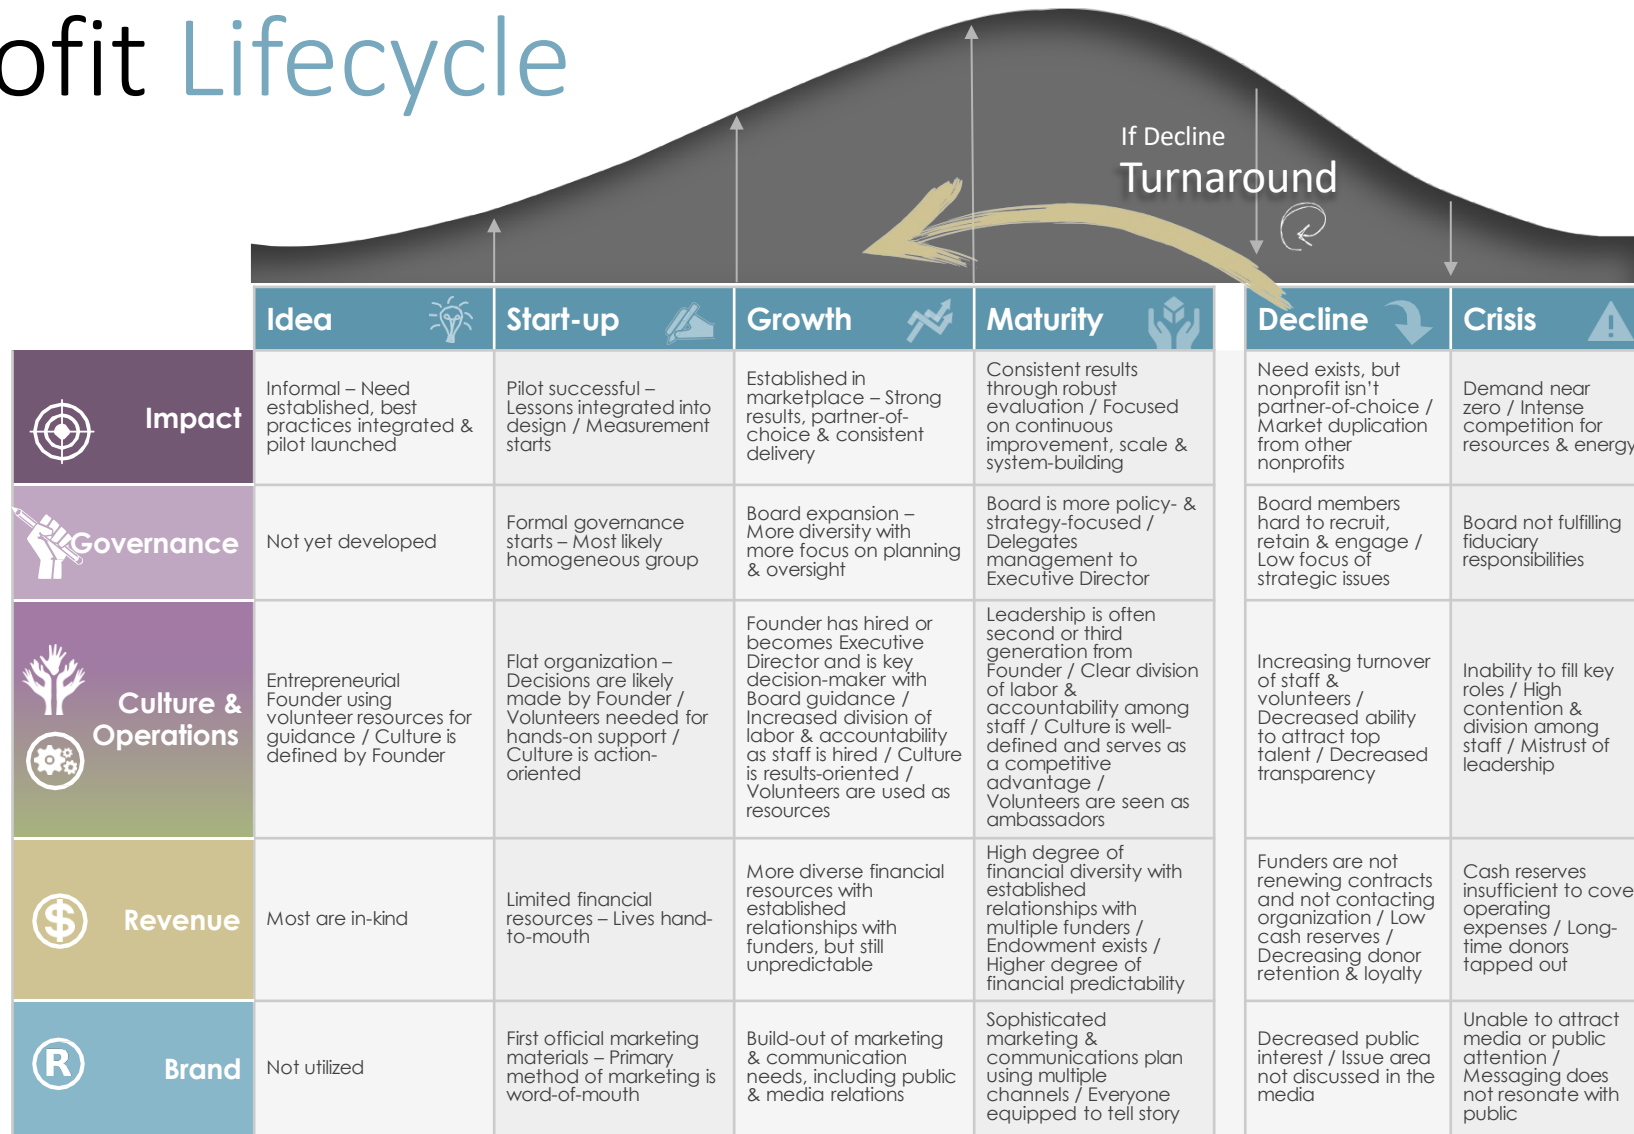 ofit Lifecycle
If Decline
Turnaround
Idea
Start-up
Growth
Maturity
Decline
Crisis
Impact
Informal – Need
established, best
practices integrated &
pilot launched
Pilot successful –
Lessons integrated into
design / Measurement
starts
Established in
marketplace – Strong
results, partner-of-
choice & consistent
delivery
Consistent results
through robust
evaluation / Focused
on continuous
improvement, scale &
system-building
Need exists, but
nonprofit isn't
partner-of-choice /
Market duplication
from other
nonprofits
Demand near
zero / Intense
competition for
resources & energy
Governance
Not yet developed
Formal governance
starts – Most likely
homogeneous group
Board expansion –
More diversity with
more focus on planning
& oversight
Board is more policy- &
strategy-focused /
Delegates
management to
Executive Director
Board members
hard to recruit,
retain & engage /
Low focus of
strategic issues
Board not fulfilling
fiduciary
responsibilities
Culture &
Operations
Entrepreneurial
Founder using
volunteer resources for
guidance / Culture is
defined by Founder
Flat organization –
Decisions are likely
made by Founder /
Volunteers needed for
hands-on support /
Culture is action-
oriented
Founder has hired or
becomes Executive
Director and is key
decision-maker with
Board guidance /
Increased division of
labor & accountability
as staff is hired / Culture
is results-oriented /
Volunteers are used as
resources
Leadership is often
second or third
generation from
Founder / Clear division
of labor &
accountability among
staff / Culture is well-
defined and serves as
a competitive
advantage /
Volunteers are seen as
ambassadors
Increasing turnover
of staff &
volunteers /
Decreased ability
to attract top
talent / Decreased
transparency
Inability to fill key
roles / High
contention &
division among
staff / Mistrust of
leadership
$
Revenue
Most are in-kind
Limited financial
resources – Lives hand-
to-mouth
More diverse financial
resources with
established
relationships with
funders, but still
unpredictable
High degree of
financial diversity with
established
relationships with
multiple funders /
Endowment exists /
Higher degree of
financial predictability
Funders are not
renewing contracts
and not contacting
organization / Low
cash reserves /
Decreasing donor
retention & loyalty
Cash reserves
insufficient to cove
operating
expenses / Long-
time donors
tapped out
R
Brand
Not utilized
First official marketing
materials – Primary
method of marketing is
word-of-mouth
Build-out of marketing
& communication
needs, including public
& media relations
Sophisticated
marketing &
communications plan
using multiple
channels / Everyone
equipped to tell story
Decreased public
interest / Issue area
not discussed in the
media
Unable to attract
media or public
attention /
Messaging does
not resonate with
public